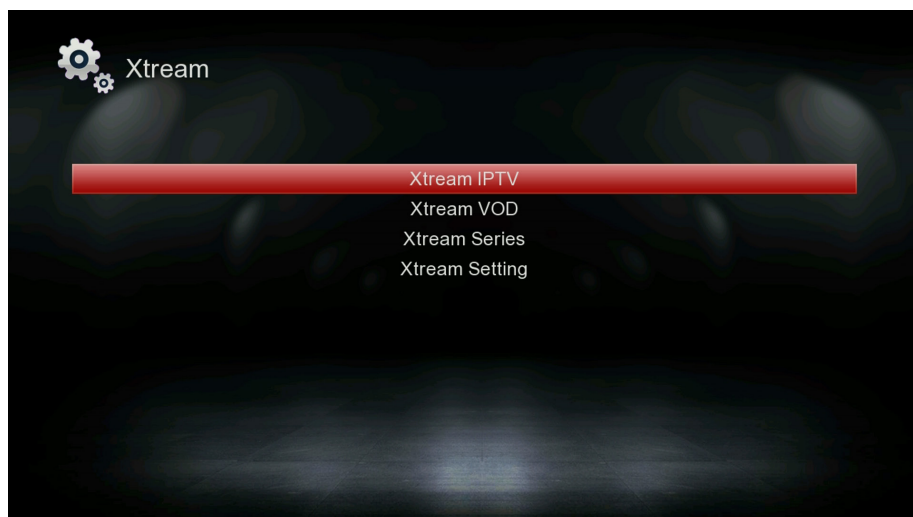 Xtream
Xtream IPTV
Xtream VOD
Xtream Series
Xtream Setting